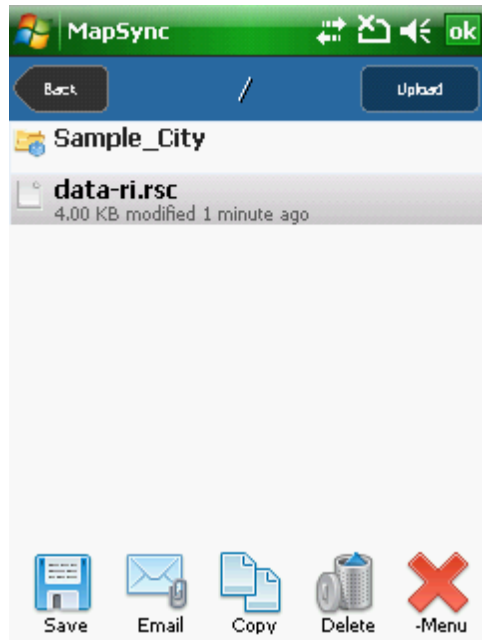 MapSync
ok
Back
/
Upload
Sample_City
data-ri.rsc
4.00 KB modified 1 minute ago
Save Email Copy Delete -Menu